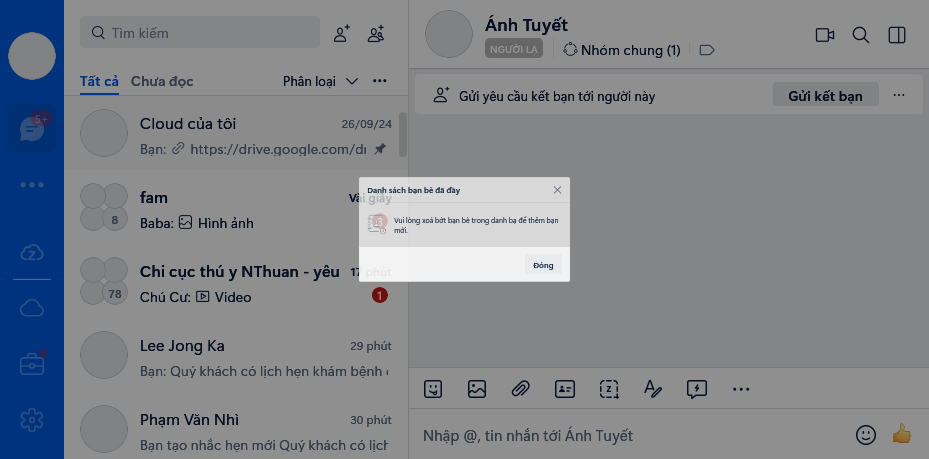 Tìm kiếm
Tất cả
Chưa đọc
Phân loại
5+
Cloud của tôi
26/09/24
Bạn: https://drive.google.com/dr
fam
Vài giây
8
Baba: Hình ảnh
Chi cục thú y NThuan - yêu
17 phút
78
Chú Cư: Video
1
Lee Jong Ka
29 phút
Bạn: Quý khách có lịch hẹn khám bệnh
Phạm Văn Nhì
30 phút
Bạn tạo nhắc hẹn mới Quý khách có lịch
Ánh Tuyết
NGƯỜI LẠ
Nhóm chung (1)
Gửi yêu cầu kết bạn tới người này
Gửi kết bạn
Danh sách bạn bè đã đầy
Vui lòng xoá bớt bạn bè trong danh bạ để thêm bạn
mới.
Đóng
Nhập @, tin nhắn tới Ánh Tuyết